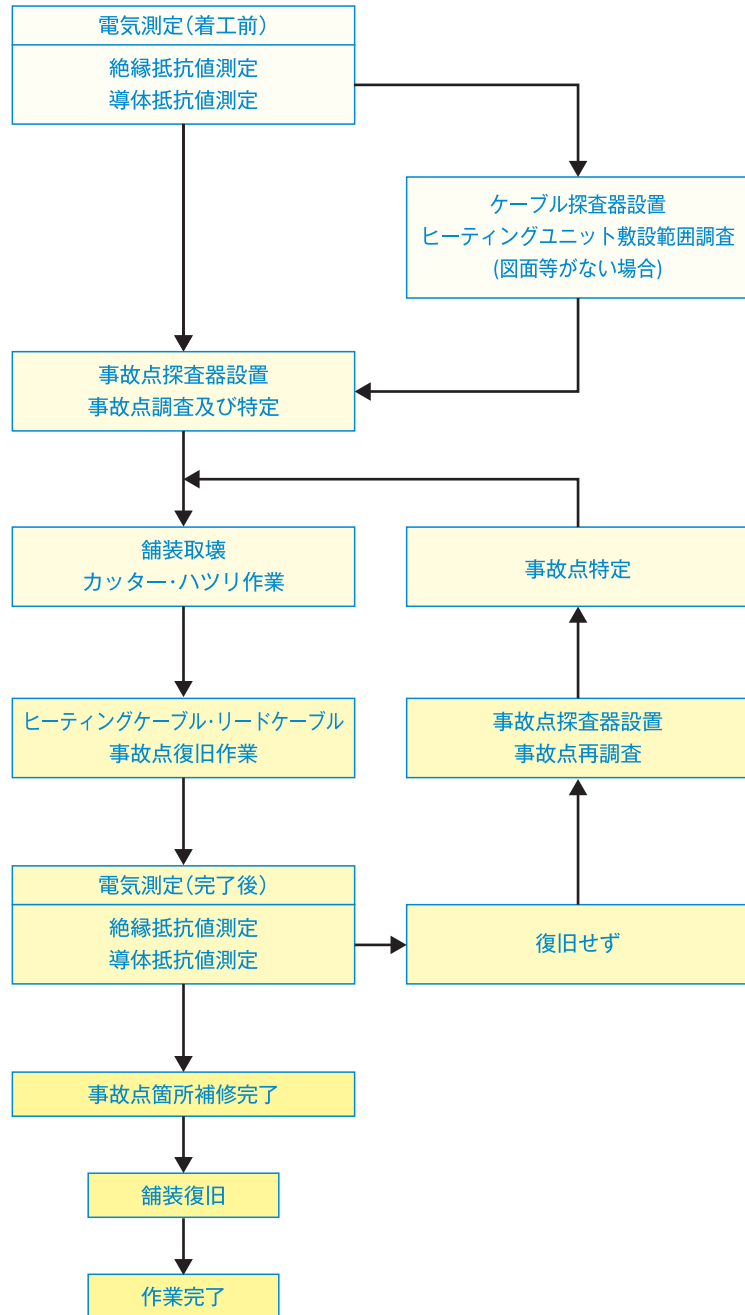 電気測定(着工前)
絶縁抵抗値測定
導体抵抗値測定
ケーブル探査器設置
ヒーティングユニット敷設範囲調査
(図面等がない場合)
事故点探査器設置
事故点調査及び特定
舗装取壊
カッター・ハツリ作業
事故点特定
ヒーティングケーブル・リードケーブル
事故点復旧作業
事故点探査器設置
事故点再調査
電気測定(完了後)
絶縁抵抗値測定
導体抵抗値測定
復旧せず
事故点箇所補修完了
舗装復旧
作業完了